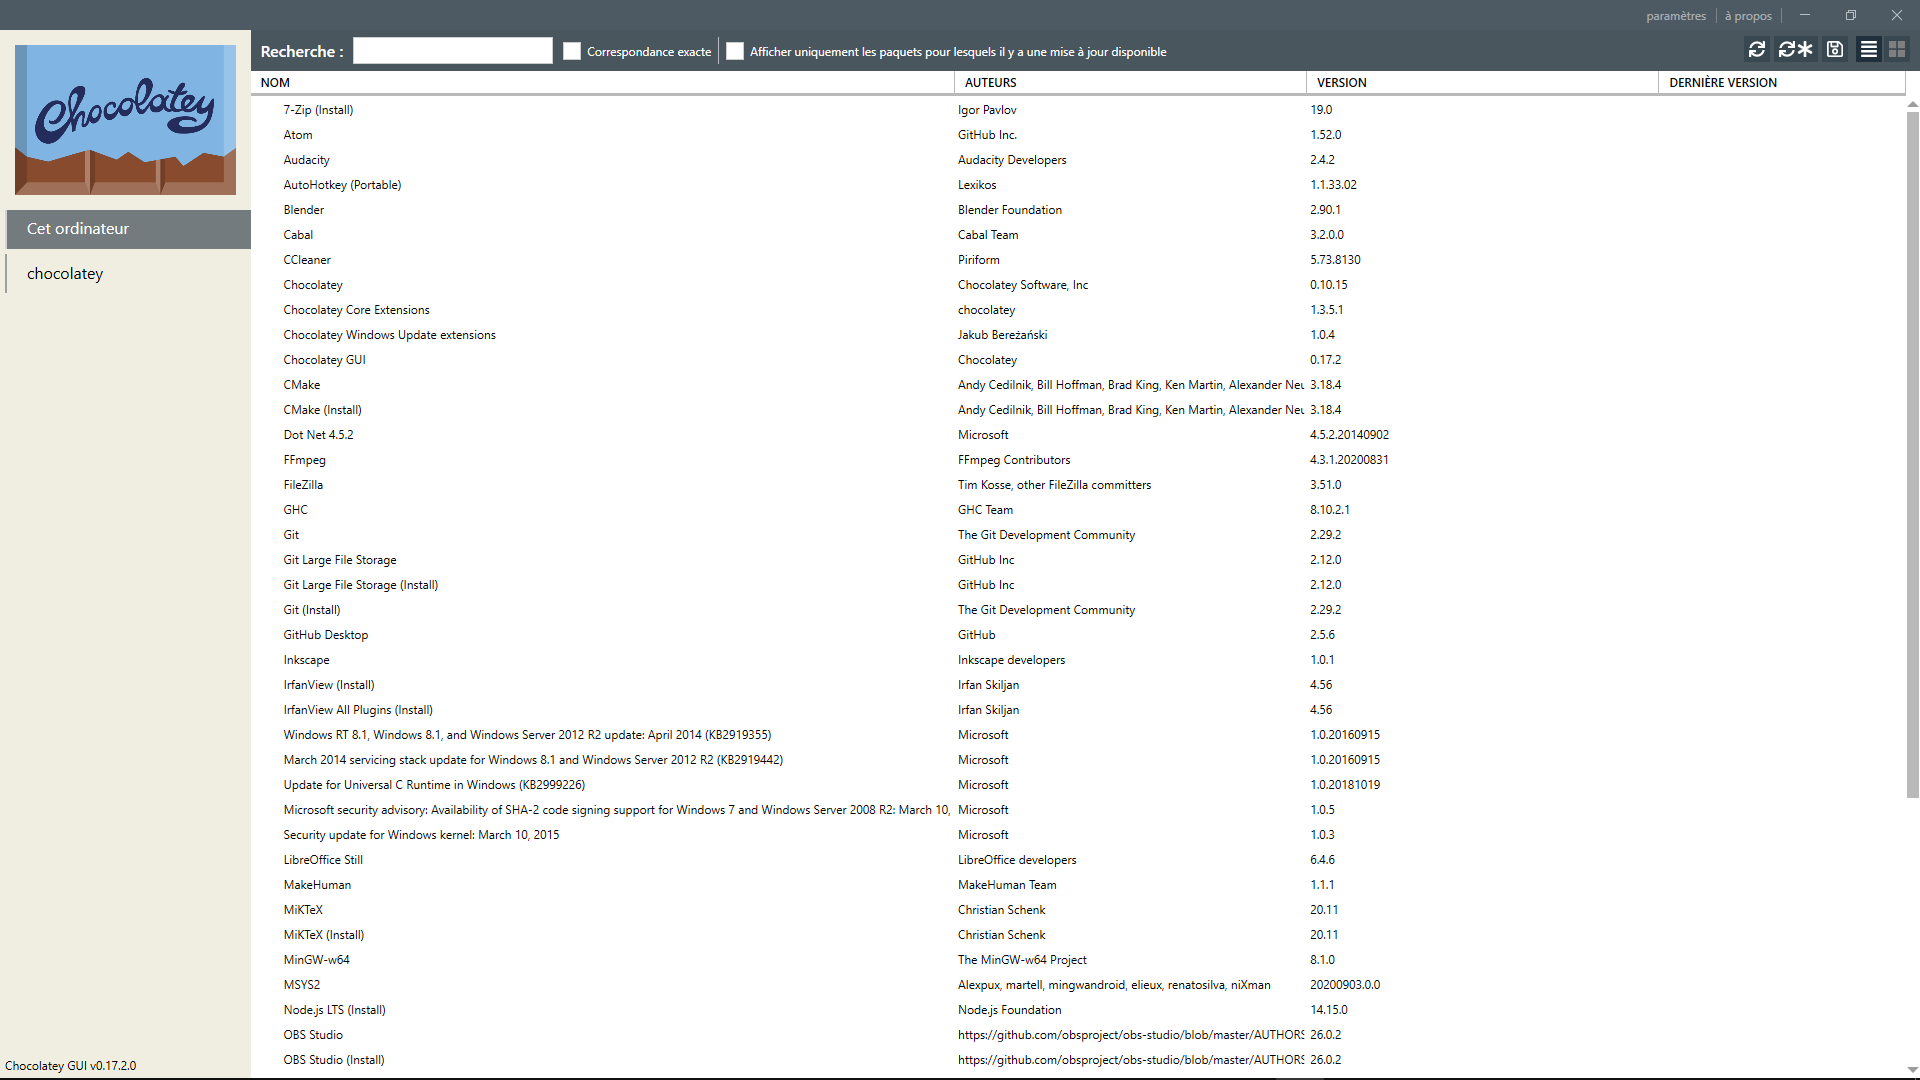 paramètres à propos
Chocolatey
Recherche : Correspondance exacte Afficher uniquement les paquets pour lesquels il y a une mise à jour disponible
Cet ordinateur
chocolatey
NOM AUTEURS VERSION DERNIÈRE VERSION
7-Zip (Install) Igor Pavlov 19.0
Atom GitHub Inc. 1.52.0
Audacity Audacity Developers 2.4.2
AutoHotkey (Portable) Lexikos 1.1.33.02
Blender Blender Foundation 2.90.1
Cabal Cabal Team 3.2.0.0
CCleaner Piriform 5.73.8130
Chocolatey Chocolatey Software, Inc 0.10.15
Chocolatey Core Extensions chocolatey 1.3.5.1
Chocolatey Windows Update extensions Jakub Bereżański 1.0.4
Chocolatey GUI Chocolatey 0.17.2
CMake Andy Cedilnik, Bill Hoffman, Brad King, Ken Martin, Alexander Neu 3.18.4
CMake (Install) Andy Cedilnik, Bill Hoffman, Brad King, Ken Martin, Alexander Neu 3.18.4
Dot Net 4.5.2 Microsoft 4.5.2.20140902
FFmpeg FFmpeg Contributors 4.3.1.20200831
FileZilla Tim Kosse, other FileZilla committers 3.51.0
GHC GHC Team 8.10.2.1
Git The Git Development Community 2.29.2
Git Large File Storage GitHub Inc 2.12.0
Git Large File Storage (Install) GitHub Inc 2.12.0
Git (Install) The Git Development Community 2.29.2
GitHub Desktop GitHub 2.5.6
Inkscape Inkscape developers 1.0.1
IrfanView (Install) Irfan Skiljan 4.56
IrfanView All Plugins (Install) Irfan Skiljan 4.56
Windows RT 8.1, Windows 8.1, and Windows Server 2012 R2 update: April 2014 (KB2919355) Microsoft 1.0.20160915
March 2014 servicing stack update for Windows 8.1 and Windows Server 2012 R2 (KB2919442) Microsoft 1.0.20160915
Update for Universal C Runtime in Windows (KB2999226) Microsoft 1.0.20181019
Microsoft security advisory: Availability of SHA-2 code signing support for Windows 7 and Windows Server 2008 R2: March 10, Microsoft 1.0.5
Security update for Windows kernel: March 10, 2015 Microsoft 1.0.3
LibreOffice Still LibreOffice developers 6.4.6
MakeHuman MakeHuman Team 1.1.1
MiKTeX Christian Schenk 20.11
MiKTeX (Install) Christian Schenk 20.11
MinGW-w64 The MinGW-w64 Project 8.1.0
MSYS2 Alexpux, martell, mingwandroid, elieux, renatosilva, niXman 20200903.0.0
Node.js LTS (Install) Node.js Foundation 14.15.0
OBS Studio https://github.com/obsproject/obs-studio/blob/master/AUTHORS 26.0.2
OBS Studio (Install) https://github.com/obsproject/obs-studio/blob/master/AUTHORS 26.0.2
Chocolatey GUI v0.17.2.0